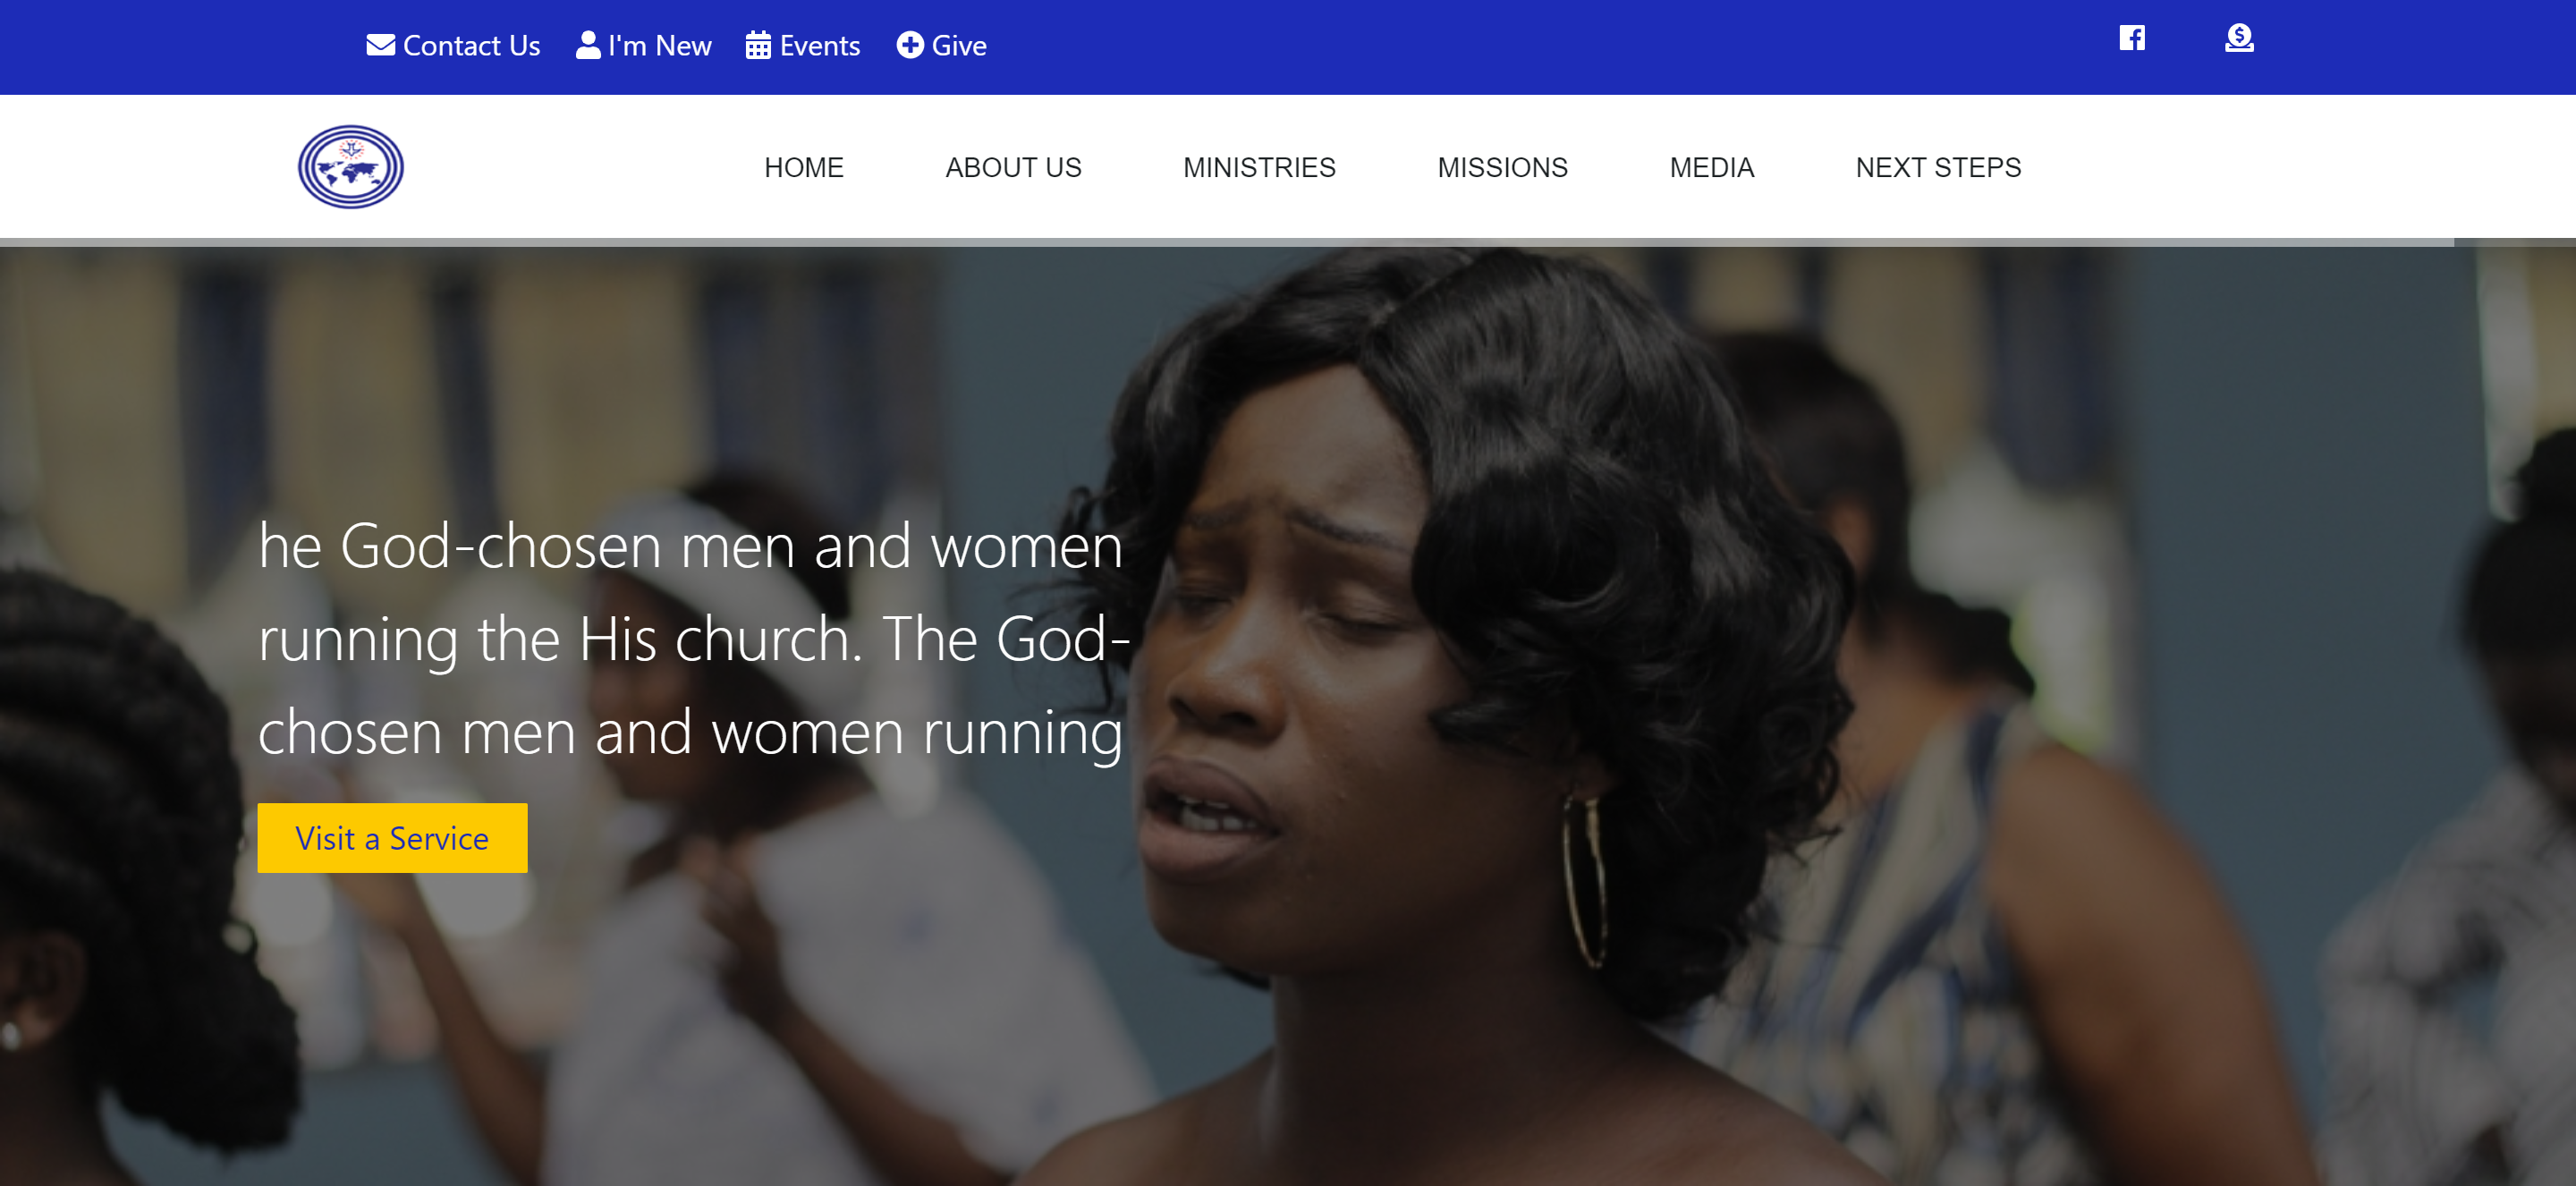 Contact Us I'm New Events Give
HOME ABOUT US MINISTRIES MISSIONS MEDIA NEXT STEPS
he God-chosen men and women
running the His church. The God-
chosen men and women running
Visit a Service